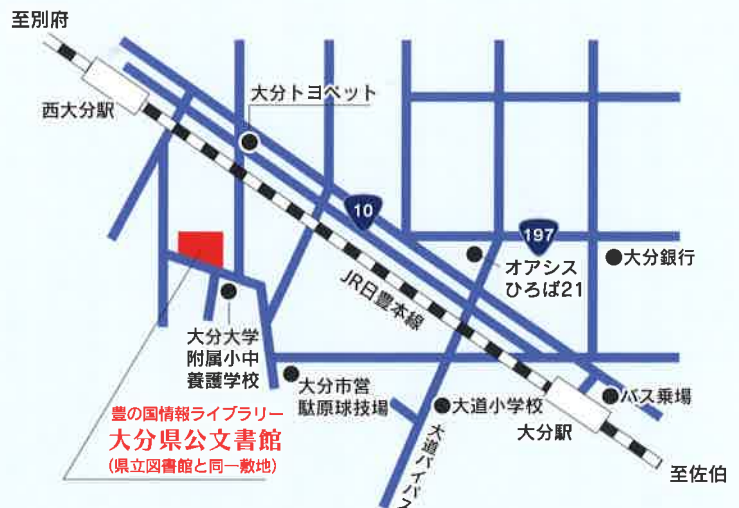 至別府
西大分駅
大分トヨペット
10
197
大分銀行
オアシス
ひろば21
JR日豊本線
大分大学
附属小中
養護学校
大分市営
駄原球技場
大道小学校
バス乗場
大分駅
豊の国情報ライブラリー
大分県公文書館
(県立図書館と同一敷地)
大道バイパス
至佐伯